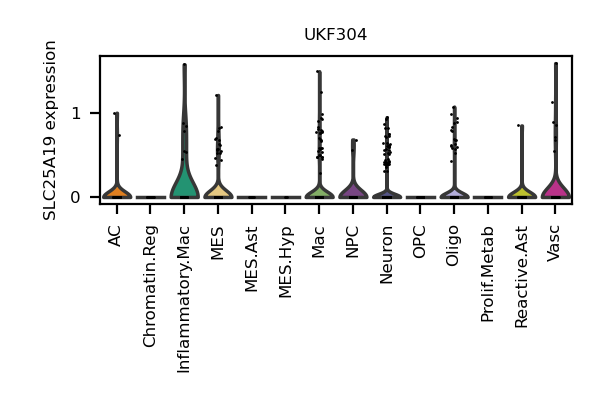 UKF304
SLC25A19 expression
1
0
AC
Chromatin.Reg
Inflammatory.Mac
MES
MES.Ast
MES.Hyp
Mac
NPC
Neuron
OPC
Oligo
Prolif.Metab
Reactive.Ast
Vasc